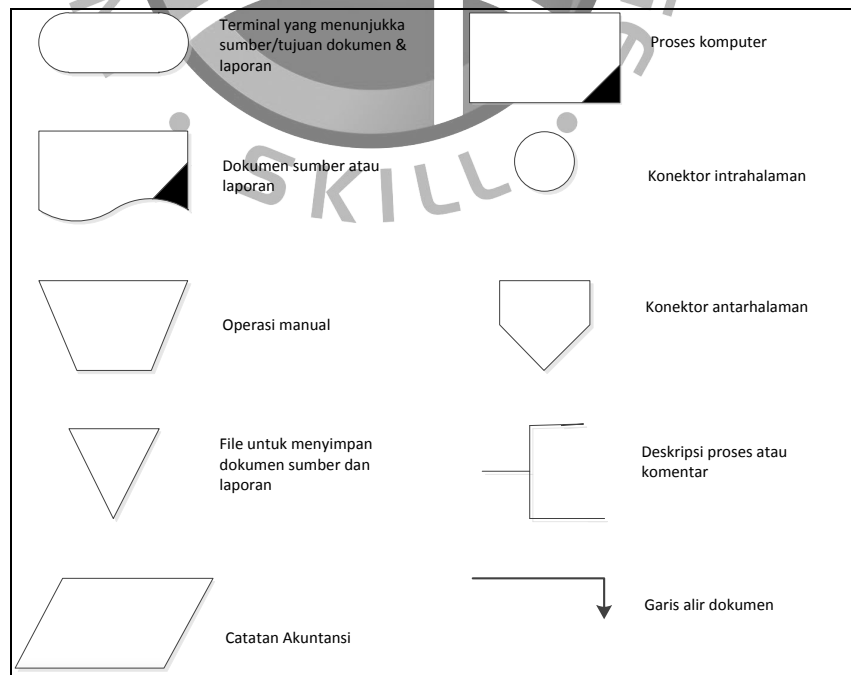 Terminal yang menunjukka
sumber/tujuan dokumen &
laporan
Proses komputer
Dokumen sumber atau
laporan
Konektor intrahalaman
SKILL
Operasi manual
Konektor antarhalaman
File untuk menyimpan
dokumen sumber dan
laporan
Deskripsi proses atau
komentar
Catatan Akuntansi
Garis alir dokumen